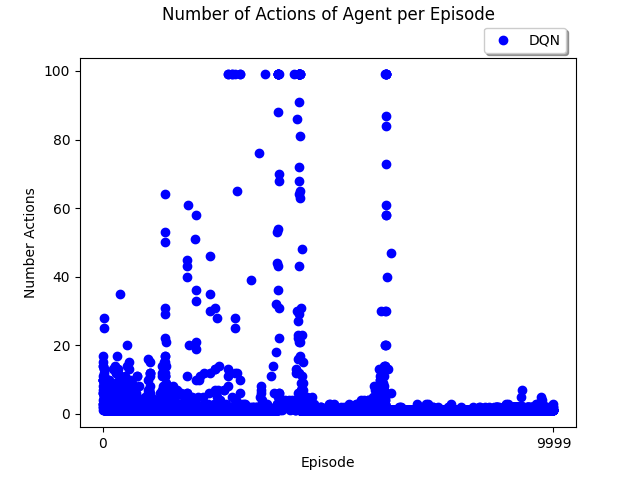 Number of Actions of Agent per Episode
DQN
100
80
60
40
20
0
Number Actions
0 9999
Episode